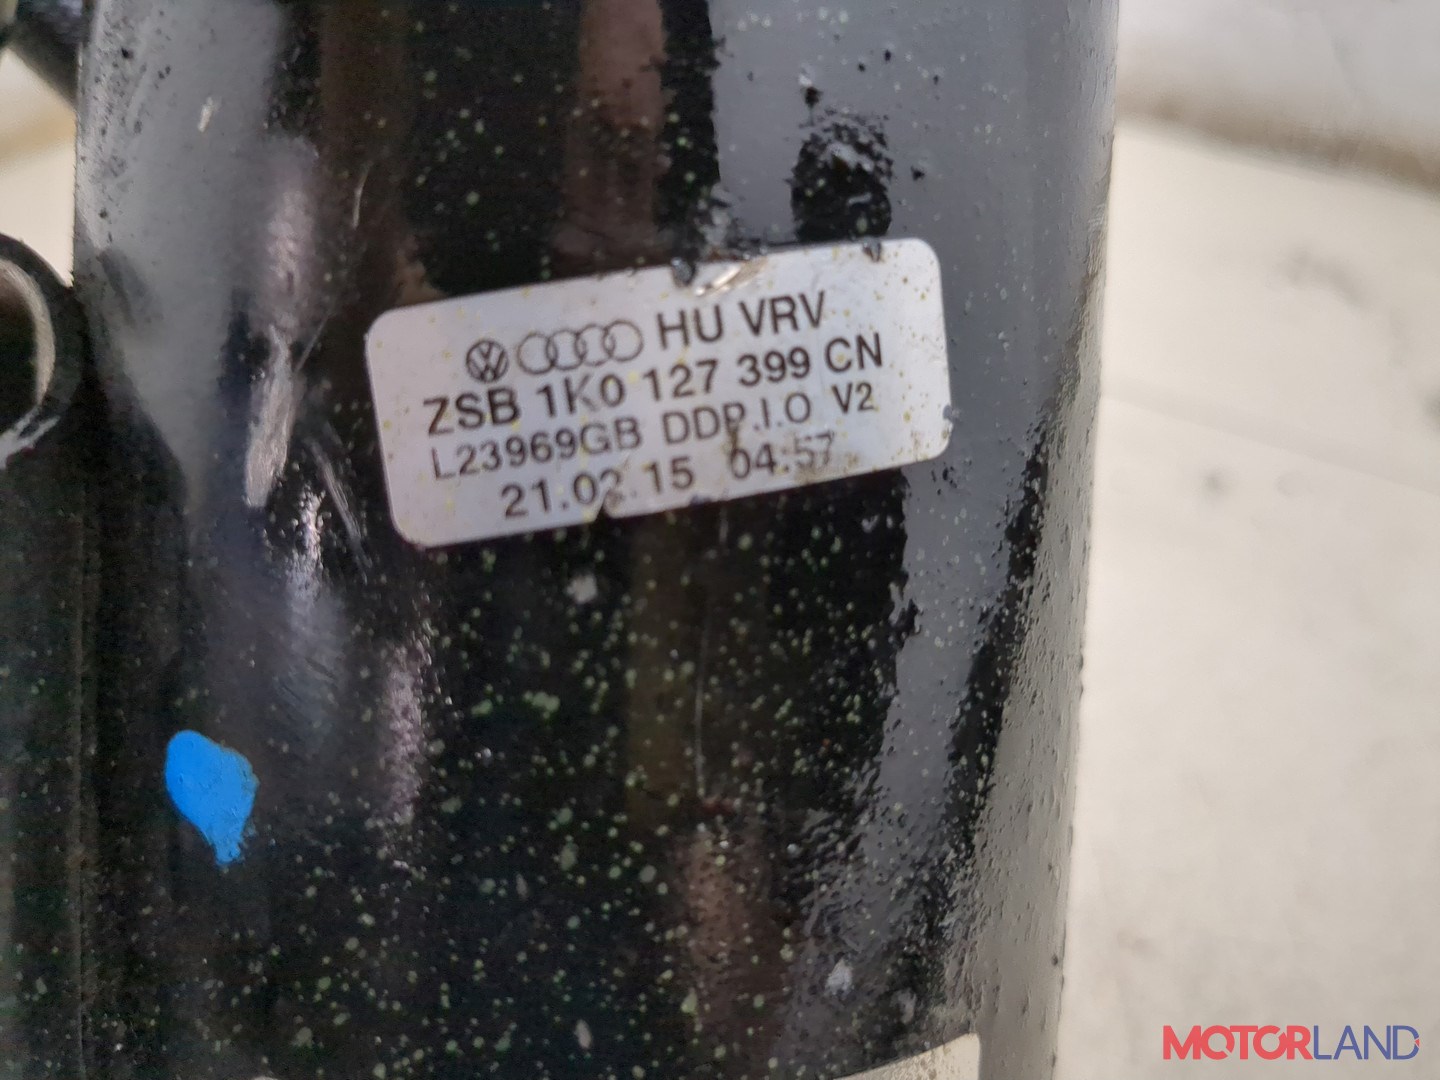 HU VRV
ZSB 1K0 127 399 CN
L23969GB DDP.I.O V2
21.02.15 04:57
MOTORLAND